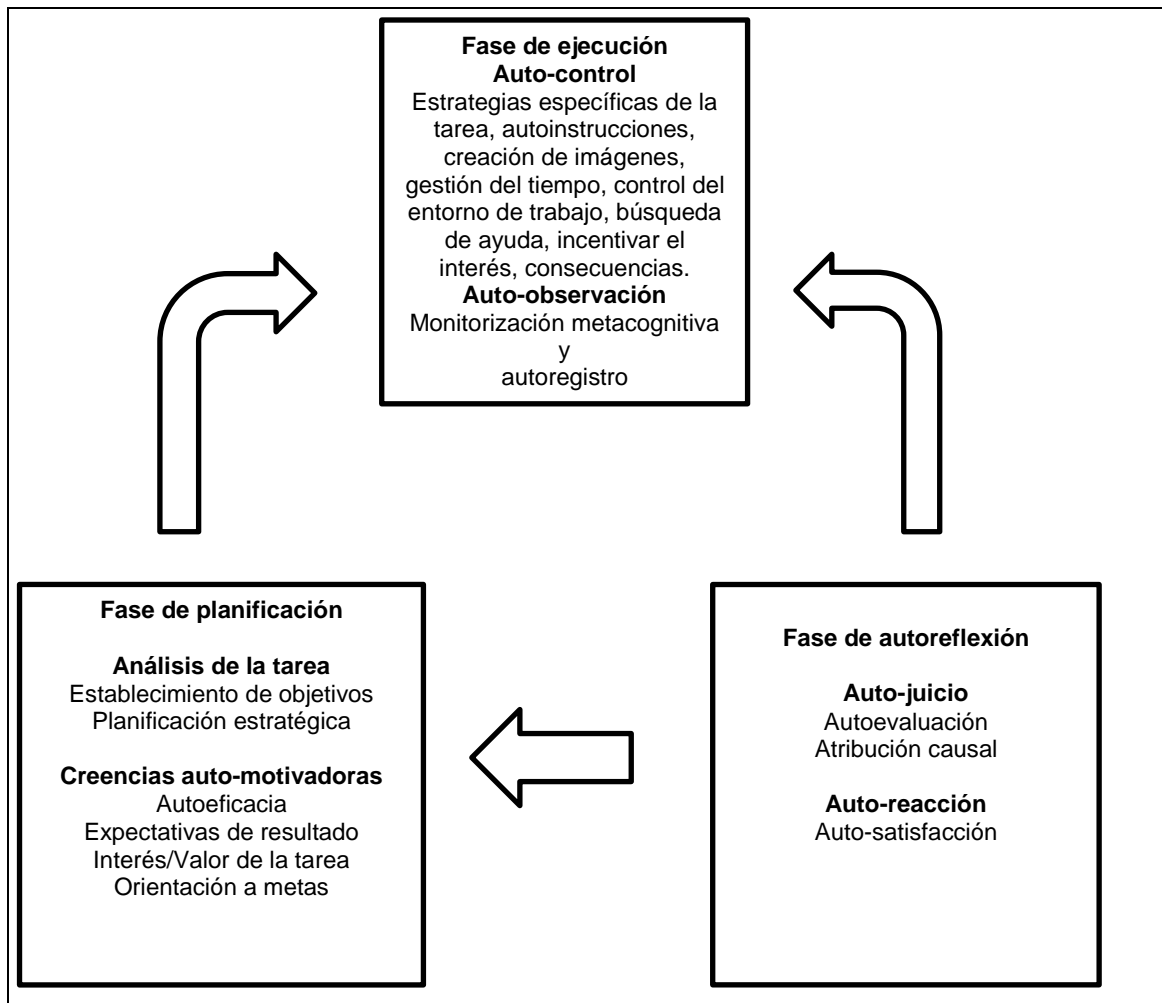 Fase de ejecución
Auto-control
Estrategias específicas de la
tarea, autoinstrucciones,
creación de imágenes,
gestión del tiempo, control del
entorno de trabajo, búsqueda
de ayuda, incentivar el
interés, consecuencias.
Auto-observación
Monitorización metacognitiva
y
autoregistro
Fase de planificación
Análisis de la tarea
Establecimiento de objetivos
Planificación estratégica
Creencias auto-motivadoras
Autoeficacia
Expectativas de resultado
Interés/Valor de la tarea
Orientación a metas
Fase de autoreflexión
Auto-juicio
Autoevaluación
Atribución causal
Auto-reacción
Auto-satisfacción